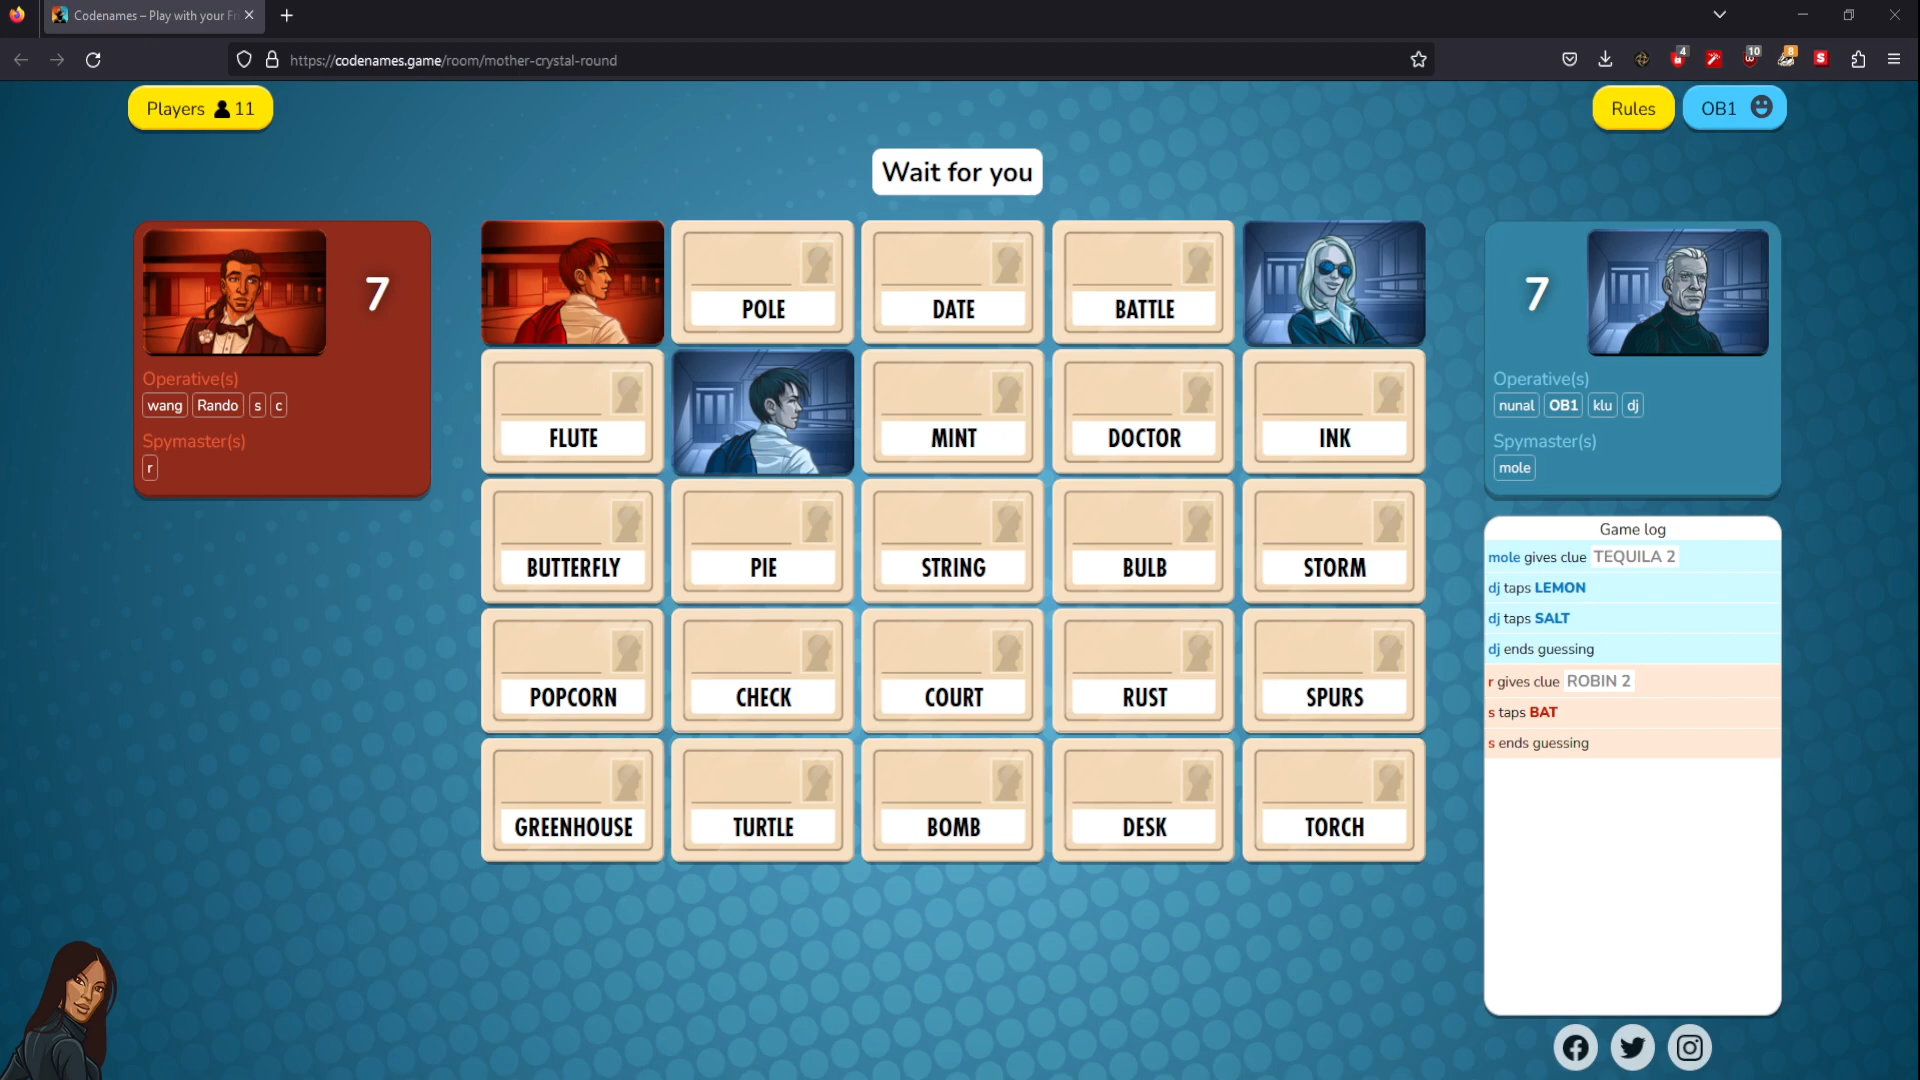 Codenames – Play with your Fr
https://codenames.game/room/mother-crystal-round
4
10
8
S
Players 11
Rules
OB1
Wait for you
7
Operative(s)
wang Rando s c
Spymaster(s)
r
POLE
DATE
BATTLE
FLUTE
MINT
DOCTOR
INK
BUTTERFLY
PIE
STRING
BULB
STORM
POPCORN
CHECK
COURT
RUST
SPURS
GREENHOUSE
TURTLE
BOMB
DESK
TORCH
7
Operative(s)
nunal OB1 klu dj
Spymaster(s)
mole
Game log
mole gives clue TEQUILA 2
dj taps LEMON
dj taps SALT
dj ends guessing
r gives clue ROBIN 2
s taps BAT
s ends guessing